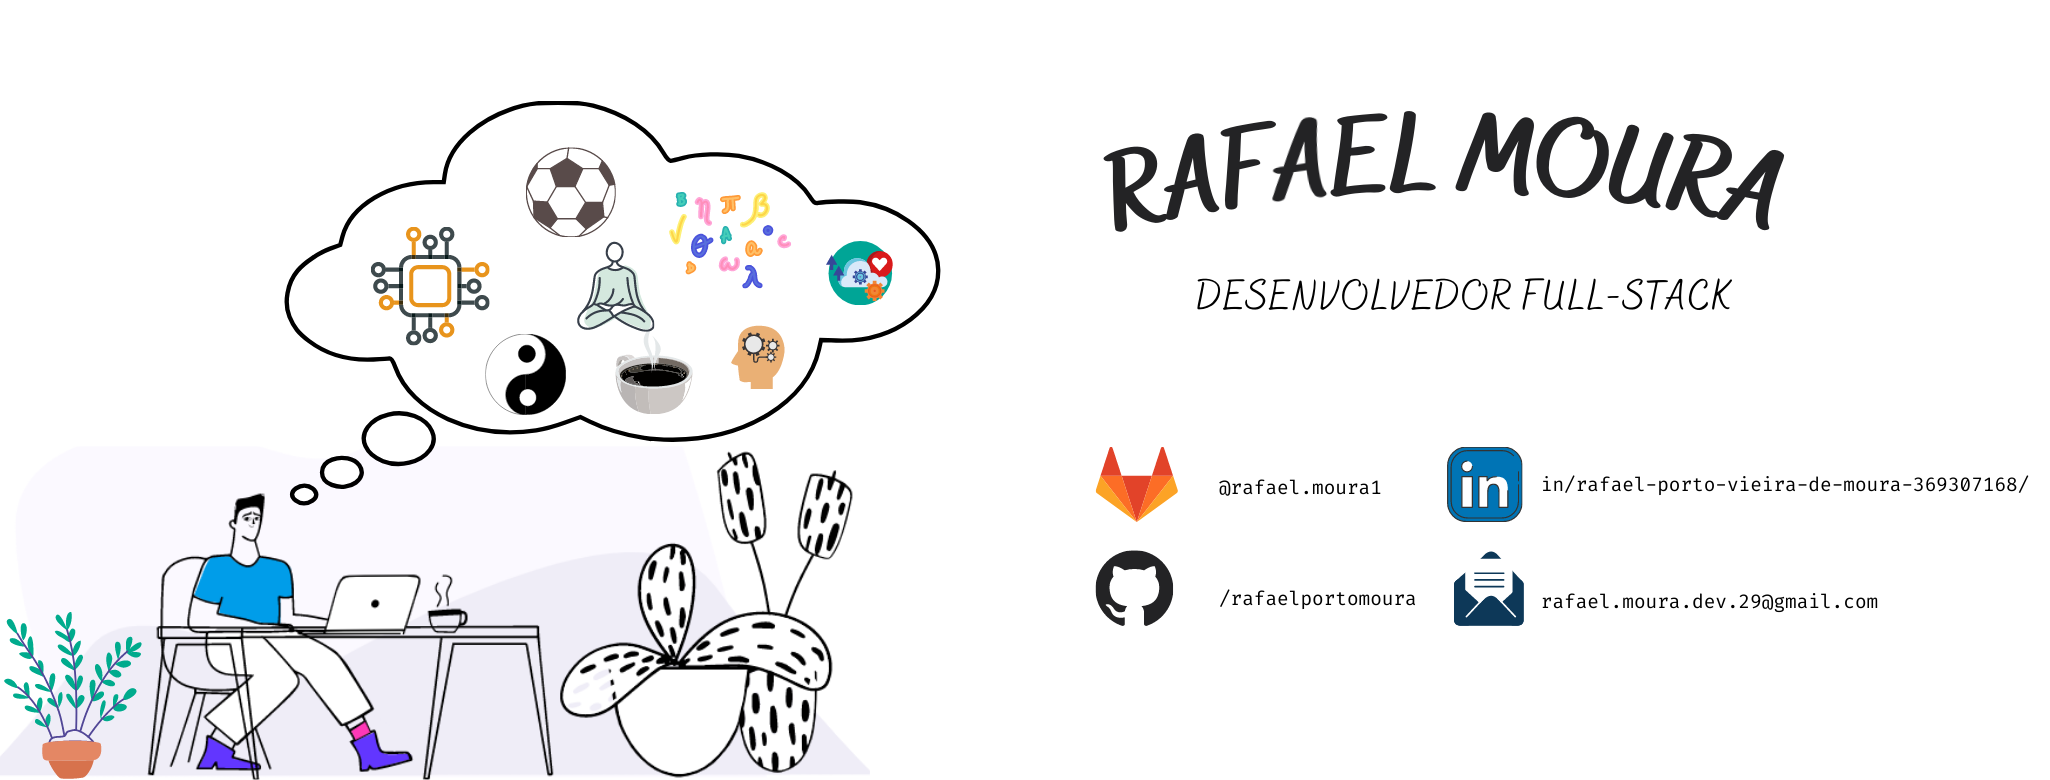 RAFAEL MOURA
DESENVOLVEDOR FULL-STACK
B η π β
√ θ A a c
ω λ
@rafael.moura1
in
in/rafael-porto-vieira-de-moura-369307168/
/rafaelportomoura
rafael.moura.dev.29@gmail.com